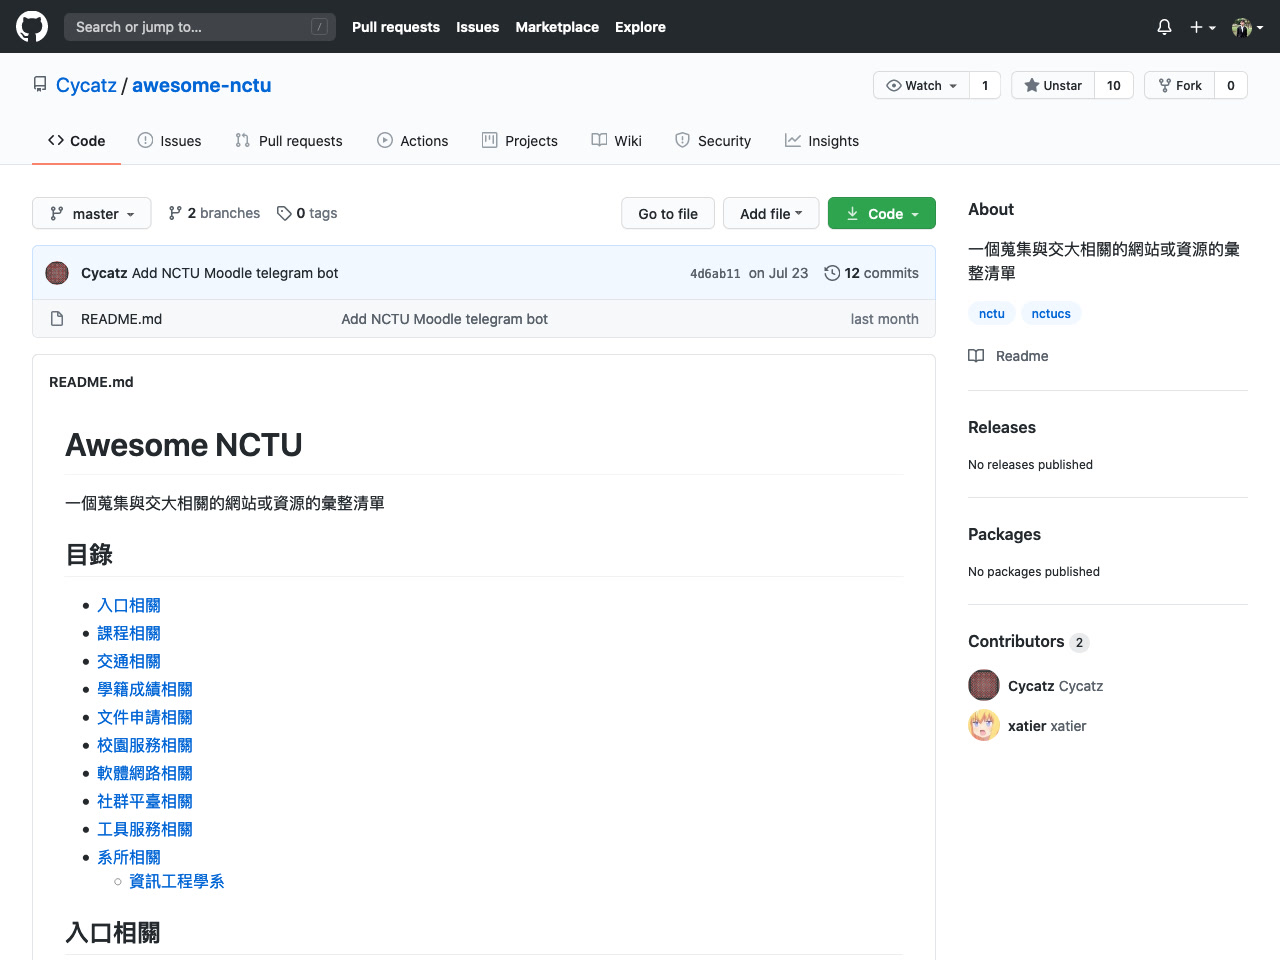 Search or jump to… /
Pull requests Issues Marketplace Explore
Cycatz / awesome-nctu
Watch 1 Unstar 10 Fork 0
Code Issues Pull requests Actions Projects Wiki Security Insights
master 2 branches 0 tags Go to file Add file Code
Cycatz Add NCTU Moodle telegram bot 4d6ab11 on Jul 23 12 commits
README.md Add NCTU Moodle telegram bot last month
README.md
Awesome NCTU
一個蒐集與交大相關的網站或資源的彙整清單
目錄
入口相關
課程相關
交通相關
學籍成績相關
文件申請相關
校園服務相關
軟體網路相關
社群平臺相關
工具服務相關
系所相關
資訊工程學系
入口相關
About
一個蒐集與交大相關的網站或資源的彙
整清單
nctu nctucs
Readme
Releases
No releases published
Packages
No packages published
Contributors 2
Cycatz Cycatz
xatier xatier